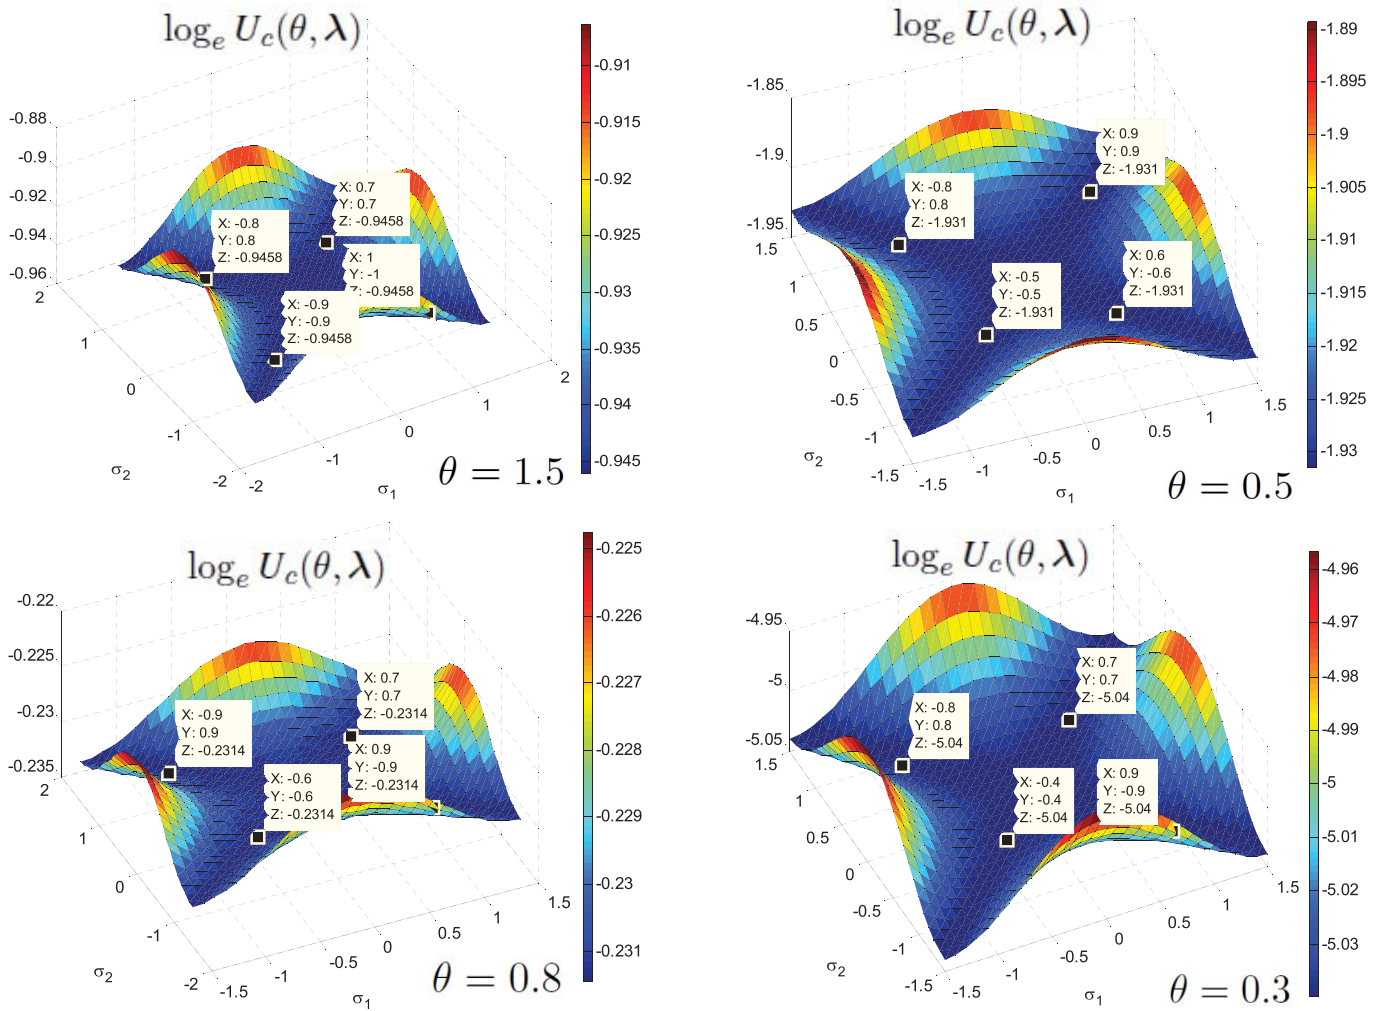 log_e U_c(θ, λ)
-0.88
-0.9
-0.92
-0.94
-0.96
2
1
0
-1
-2
σ2
-2
-1
0
1
2
σ1
X: -0.8
Y: 0.8
Z: -0.9458
X: 0.7
Y: 0.7
Z: -0.9458
X: 1
Y: -1
Z: -0.9458
X: -0.9
Y: -0.9
Z: -0.9458
-0.91
-0.915
-0.92
-0.925
-0.93
-0.935
-0.94
-0.945
θ = 1.5
log_e U_c(θ, λ)
-1.85
-1.9
-1.95
1.5
1
0.5
0
-0.5
-1
-1.5
σ2
-1.5
-1
-0.5
0
0.5
1
1.5
σ1
X: -0.8
Y: 0.8
Z: -1.931
X: 0.9
Y: 0.9
Z: -1.931
X: -0.5
Y: -0.5
Z: -1.931
X: 0.6
Y: -0.6
Z: -1.931
-1.89
-1.895
-1.9
-1.905
-1.91
-1.915
-1.92
-1.925
-1.93
θ = 0.5
log_e U_c(θ, λ)
-0.22
-0.225
-0.23
-0.235
2
1
0
-1
-2
σ2
-1.5
-1
-0.5
0
0.5
1
1.5
σ1
X: -0.9
Y: 0.9
Z: -0.2314
X: 0.7
Y: 0.7
Z: -0.2314
X: 0.9
Y: -0.9
Z: -0.2314
X: -0.6
Y: -0.6
Z: -0.2314
-0.225
-0.226
-0.227
-0.228
-0.229
-0.23
-0.231
θ = 0.8
log_e U_c(θ, λ)
-4.95
-5
-5.05
1.5
1
0.5
0
-0.5
-1
-1.5
σ2
-1.5
-1
-0.5
0
0.5
1
1.5
σ1
X: -0.8
Y: 0.8
Z: -5.04
X: 0.7
Y: 0.7
Z: -5.04
X: -0.4
Y: -0.4
Z: -5.04
X: 0.9
Y: -0.9
Z: -5.04
-4.96
-4.97
-4.98
-4.99
-5
-5.01
-5.02
-5.03
θ = 0.3